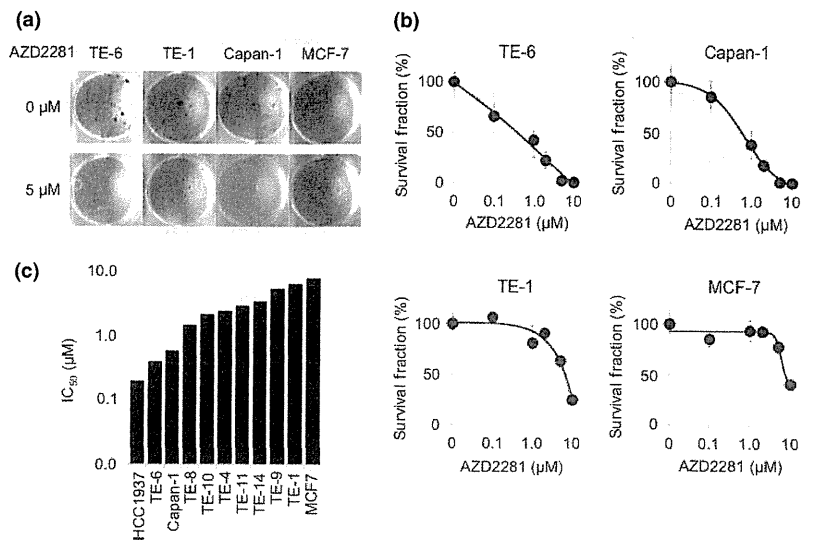 (a)
AZD2281 TE-6 TE-1 Capan-1 MCF-7
0 µM
5 µM
(b)
TE-6
Survival fraction (%)
100
50
0
0 0.1 1.0 10
AZD2281 (µM)
Capan-1
Survival fraction (%)
100
50
0
0 0.1 1.0 10
AZD2281 (µM)
TE-1
Survival fraction (%)
100
50
0
0 0.1 1.0 10
AZD2281 (µM)
MCF-7
Survival fraction (%)
100
50
0
0 0.1 1.0 10
AZD2281 (µM)
(c)
IC50 (µM)
10.0
1.0
0.1
0.0
HCC1937
TE-6
Capan-1
TE-8
TE-10
TE-4
TE-11
TE-14
TE-9
TE-1
MCF7